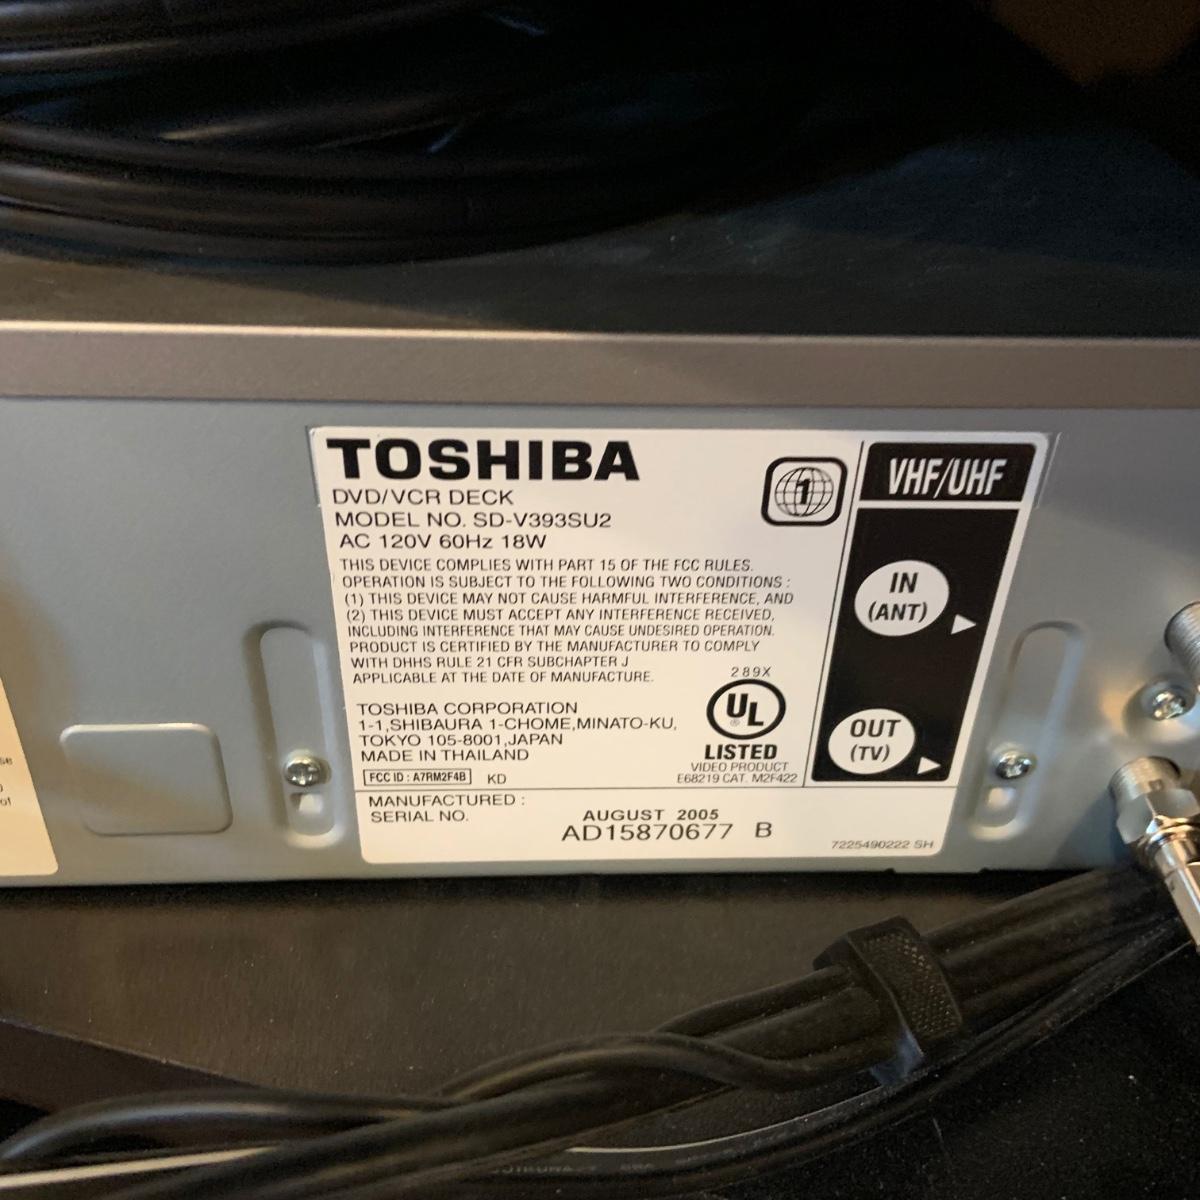 TOSHIBA
DVD/VCR DECK
MODEL NO. SD-V393SU2
AC 120V 60Hz 18W
1
THIS DEVICE COMPLIES WITH PART 15 OF THE FCC RULES.
OPERATION IS SUBJECT TO THE FOLLOWING TWO CONDITIONS :
(1) THIS DEVICE MAY NOT CAUSE HARMFUL INTERFERENCE, AND
(2) THIS DEVICE MUST ACCEPT ANY INTERFERENCE RECEIVED,
INCLUDING INTERFERENCE THAT MAY CAUSE UNDESIRED OPERATION.
PRODUCT IS CERTIFIED BY THE MANUFACTURER TO COMPLY
WITH DHHS RULE 21 CFR SUBCHAPTER J
APPLICABLE AT THE DATE OF MANUFACTURE.
TOSHIBA CORPORATION
1-1,SHIBAURA 1-CHOME,MINATO-KU,
TOKYO 105-8001,JAPAN
MADE IN THAILAND
FCC ID : A7RM2F4B KD
289X
UL ®
LISTED
VIDEO PRODUCT
E68219 CAT. M2F422
MANUFACTURED : AUGUST 2005
SERIAL NO. AD15870677 B
7225490222 SH
VHF/UHF
IN
(ANT)
OUT
(TV)